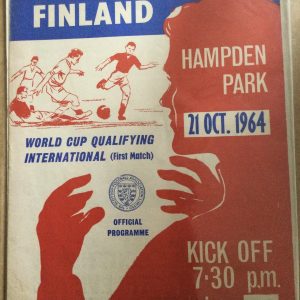 FINLAND
HAMPDEN
PARK
21 OCT. 1964
WORLD CUP QUALIFYING
INTERNATIONAL (First Match)
OFFICIAL
PROGRAMME
KICK OFF
7·30 p.m.